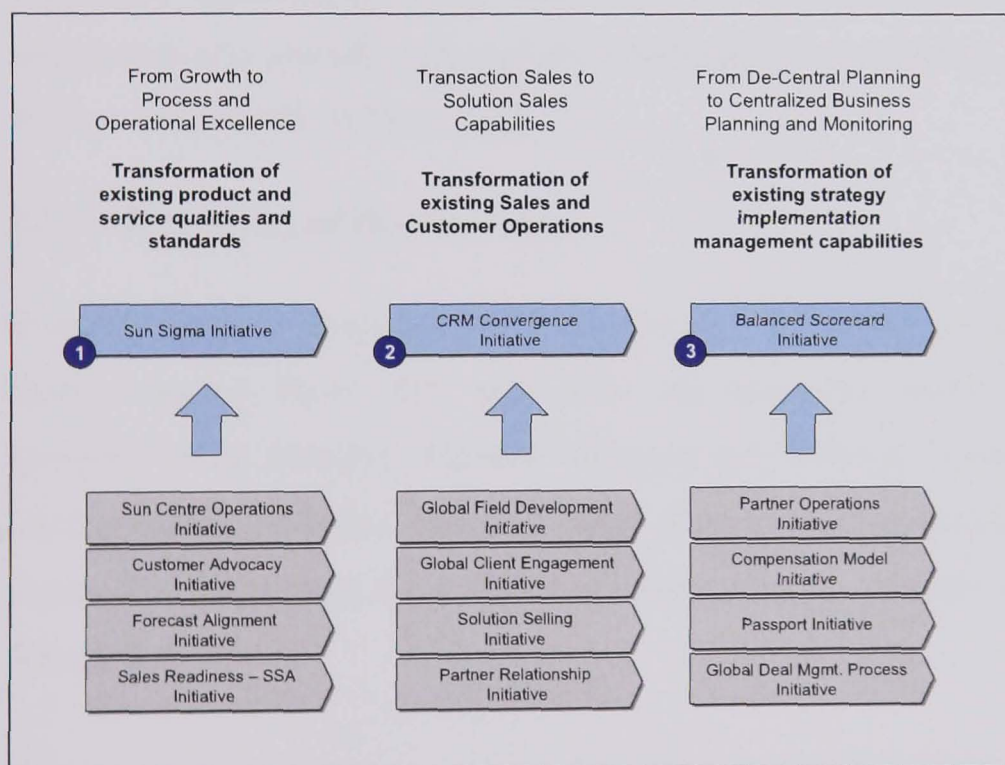 From Growth to
Process and
Operational Excellence
Transformation of
existing product and
service qualities and
standards
1
Sun Sigma Initiative
Sun Centre Operations
Initiative
Customer Advocacy
Initiative
Forecast Alignment
Initiative
Sales Readiness – SSA
Initiative
Transaction Sales to
Solution Sales
Capabilities
Transformation of
existing Sales and
Customer Operations
2
CRM Convergence
Initiative
Global Field Development
Initiative
Global Client Engagement
Initiative
Solution Selling
Initiative
Partner Relationship
Initiative
From De-Central Planning
to Centralized Business
Planning and Monitoring
Transformation of
existing strategy
implementation
management capabilities
3
Balanced Scorecard
Initiative
Partner Operations
Initiative
Compensation Model
Initiative
Passport Initiative
Global Deal Mgmt. Process
Initiative